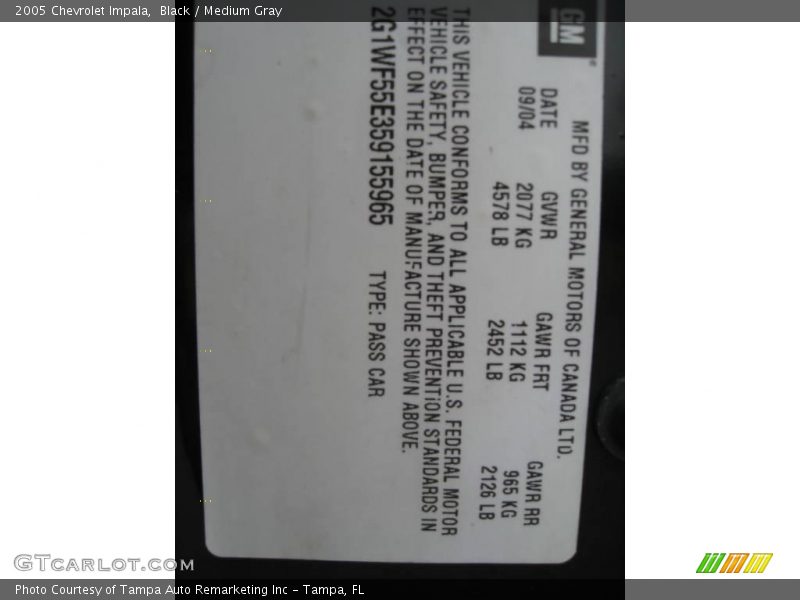 2005 Chevrolet Impala,  Black / Medium Gray
GM
MFD BY GENERAL MOTORS OF CANADA LTD.
DATE GVWR GAWR FRT GAWR RR
09/04 2077 KG 1112 KG 965 KG
4578 LB 2452 LB 2126 LB
THIS VEHICLE CONFORMS TO ALL APPLICABLE U.S. FEDERAL MOTOR
VEHICLE SAFETY, BUMPER, AND THEFT PREVENTION STANDARDS IN
EFFECT ON THE DATE OF MANUFACTURE SHOWN ABOVE.
2G1WF55E359155965 TYPE: PASS CAR
GTCARLOT.COM
Photo Courtesy of Tampa Auto Remarketing Inc - Tampa, FL